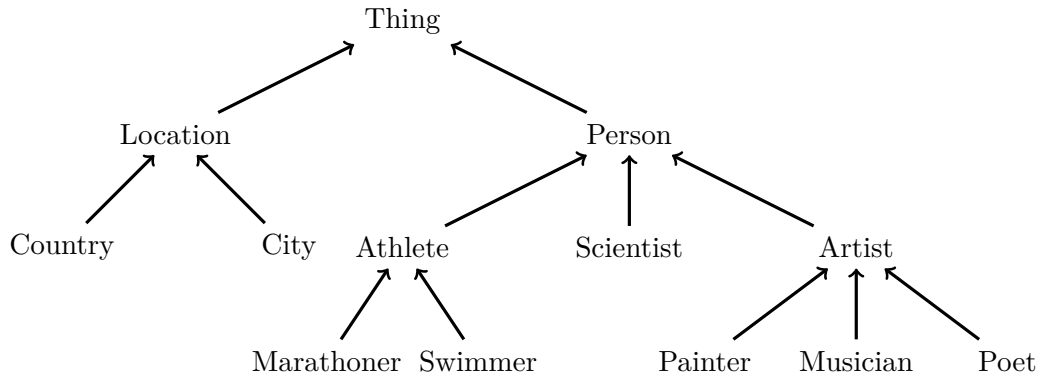 Thing
Location Person
Country City Athlete Scientist Artist
Marathoner Swimmer Painter Musician Poet